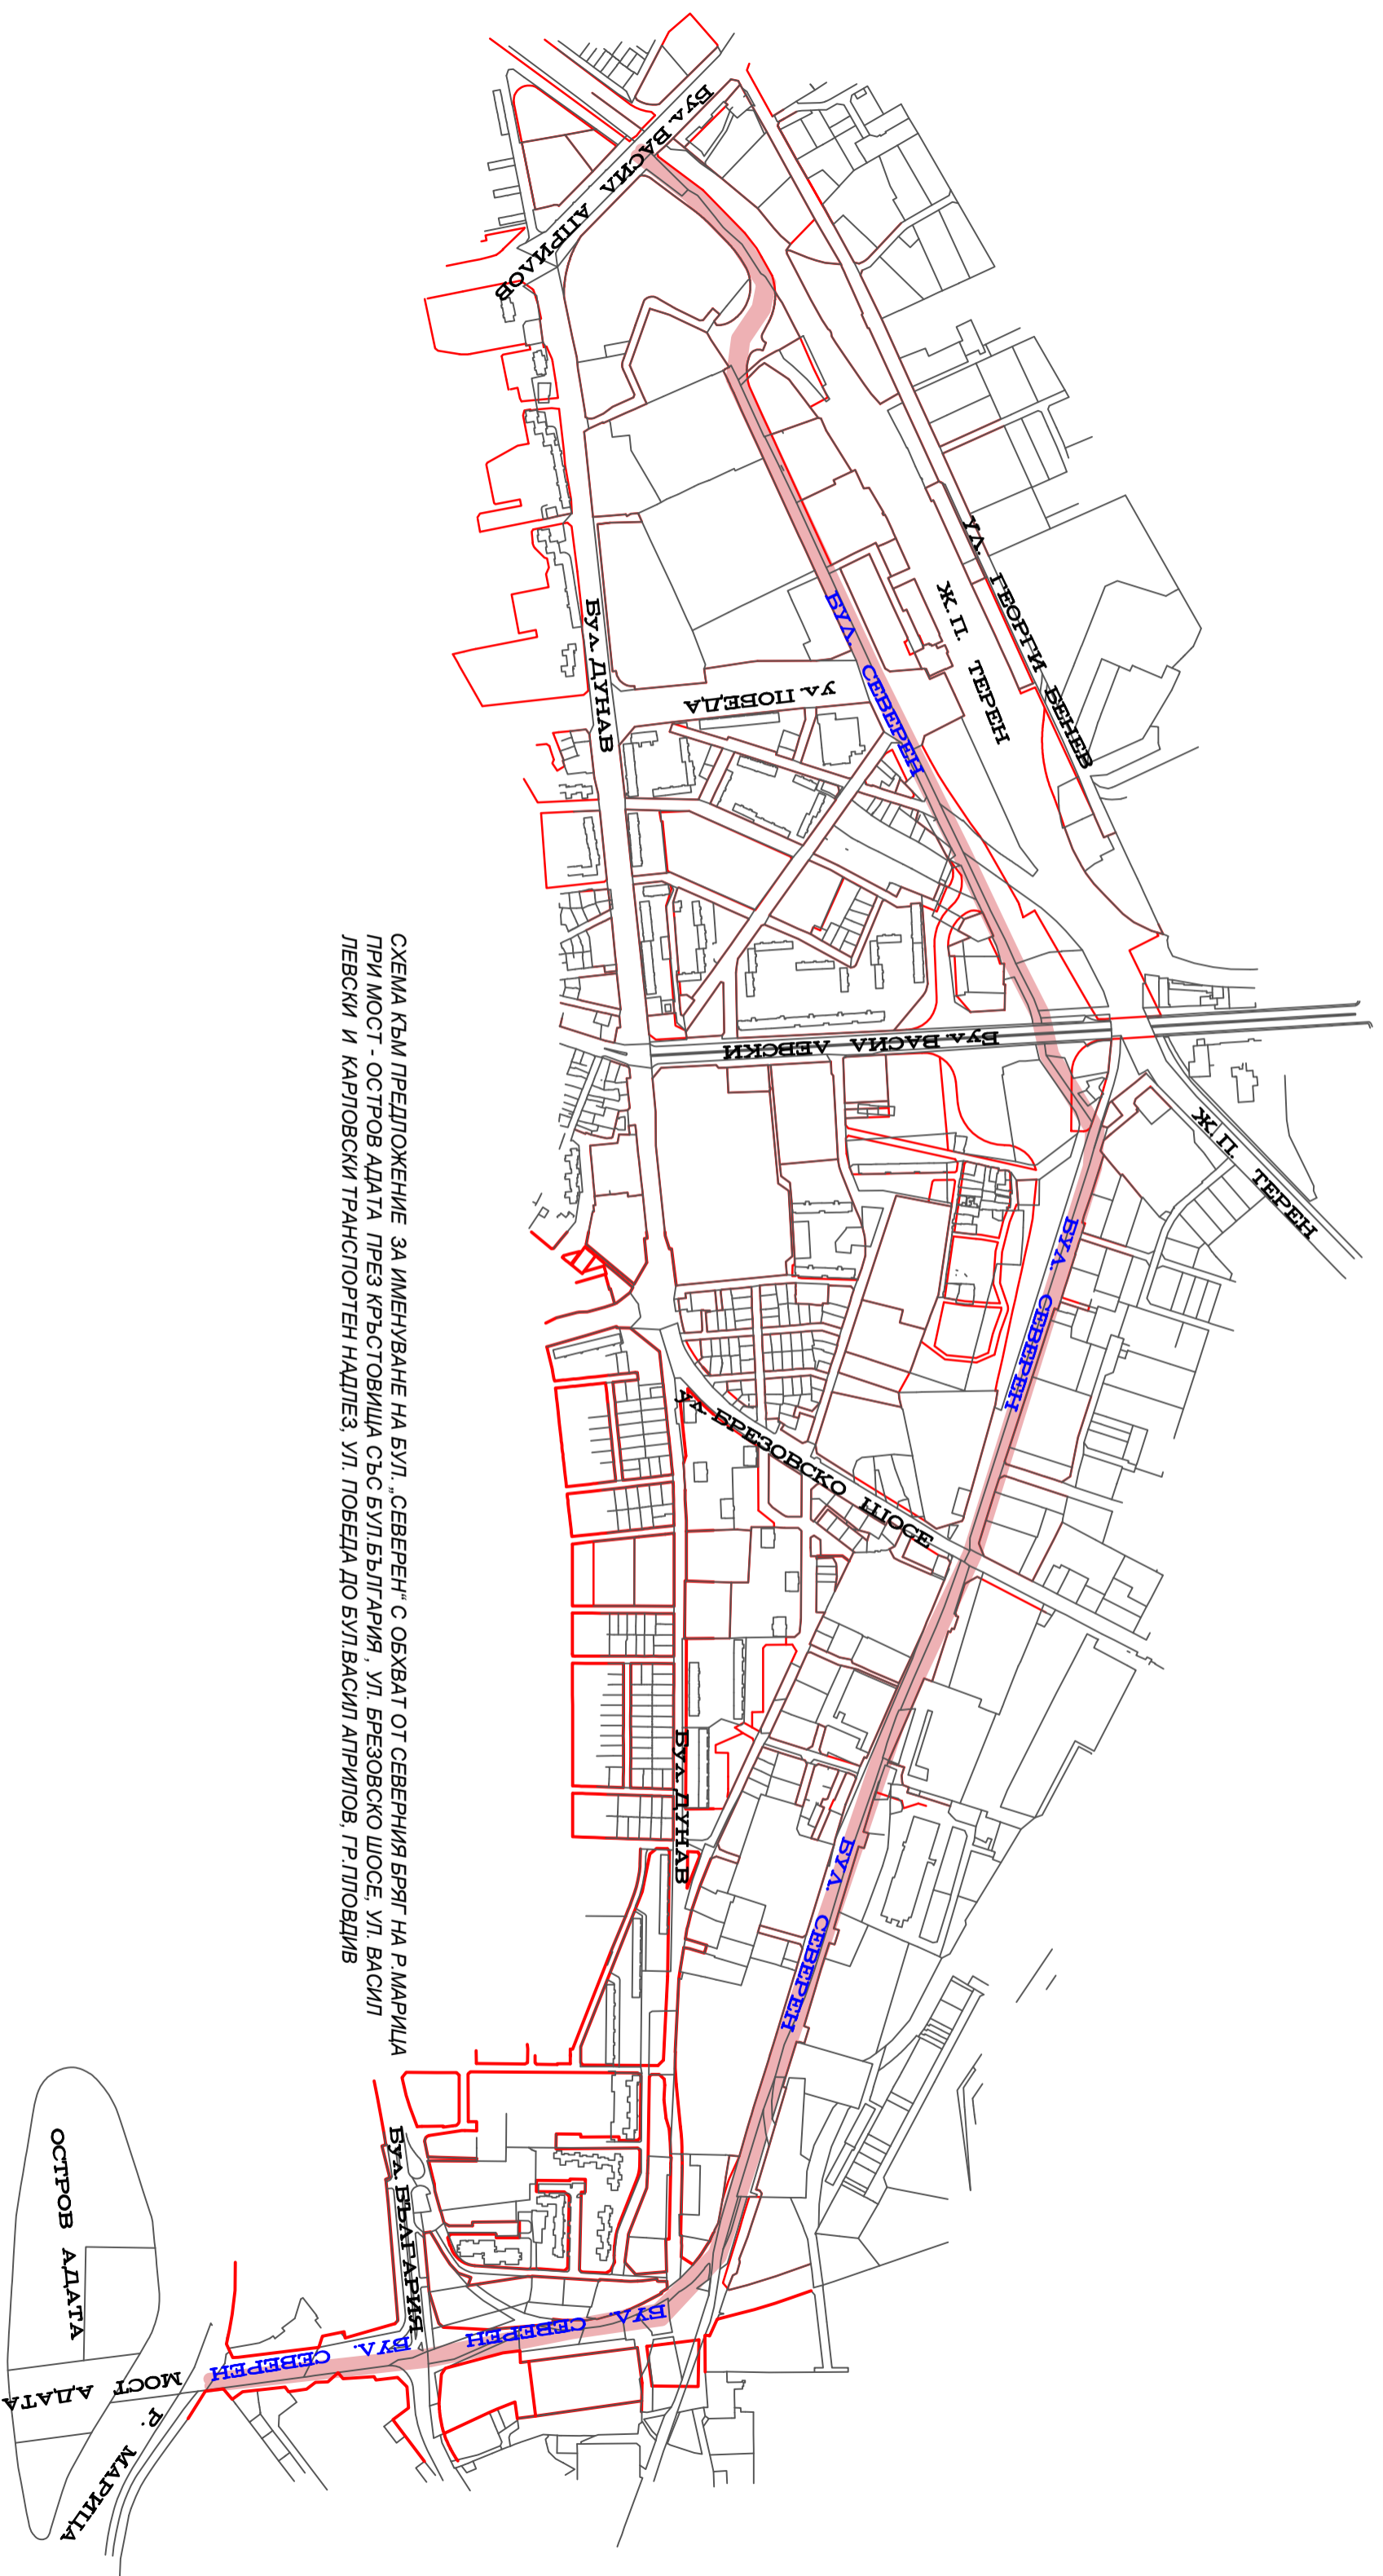 Бул. ВАСИЛ АПРИЛОВ
УЛ. ГЕОРГИ БЕНЕВ
Ж.П. ТЕРЕН
БУЛ. СЕВЕРЕН
Бул. ДУНАВ
УЛ. ПОБЕДА
Бул. ВАСИЛ ЛЕВСКИ
Ж.П. ТЕРЕН
БУЛ. СЕВЕРЕН
УЛ. БРЕЗОВСКО ШОСЕ
Бул. ДУНАВ
БУЛ. СЕВЕРЕН
СХЕМА КЪМ ПРЕДЛОЖЕНИЕ ЗА ИМЕНУВАНЕ НА БУЛ. „СЕВЕРЕН“ С ОБХВАТ ОТ СЕВЕРНИЯ БРЯГ НА Р.МАРИЦА
ПРИ МОСТ - ОСТРОВ АДАТА ПРЕЗ КРЪСТОВИЩА СЪС БУЛ.БЪЛГАРИЯ , УЛ. БРЕЗОВСКО ШОСЕ, УЛ. ВАСИЛ
ЛЕВСКИ И КАРЛОВСКИ ТРАНСПОРТЕН НАДЛЕЗ, УЛ. ПОБЕДА ДО БУЛ.ВАСИЛ АПРИЛОВ, ГР.ПЛОВДИВ
Бул. БЪЛГАРИЯ
БУЛ. СЕВЕРЕН
БУЛ. СЕВЕРЕН
ОСТРОВ АДАТА
МОСТ АДАТА
Р. МАРИЦА